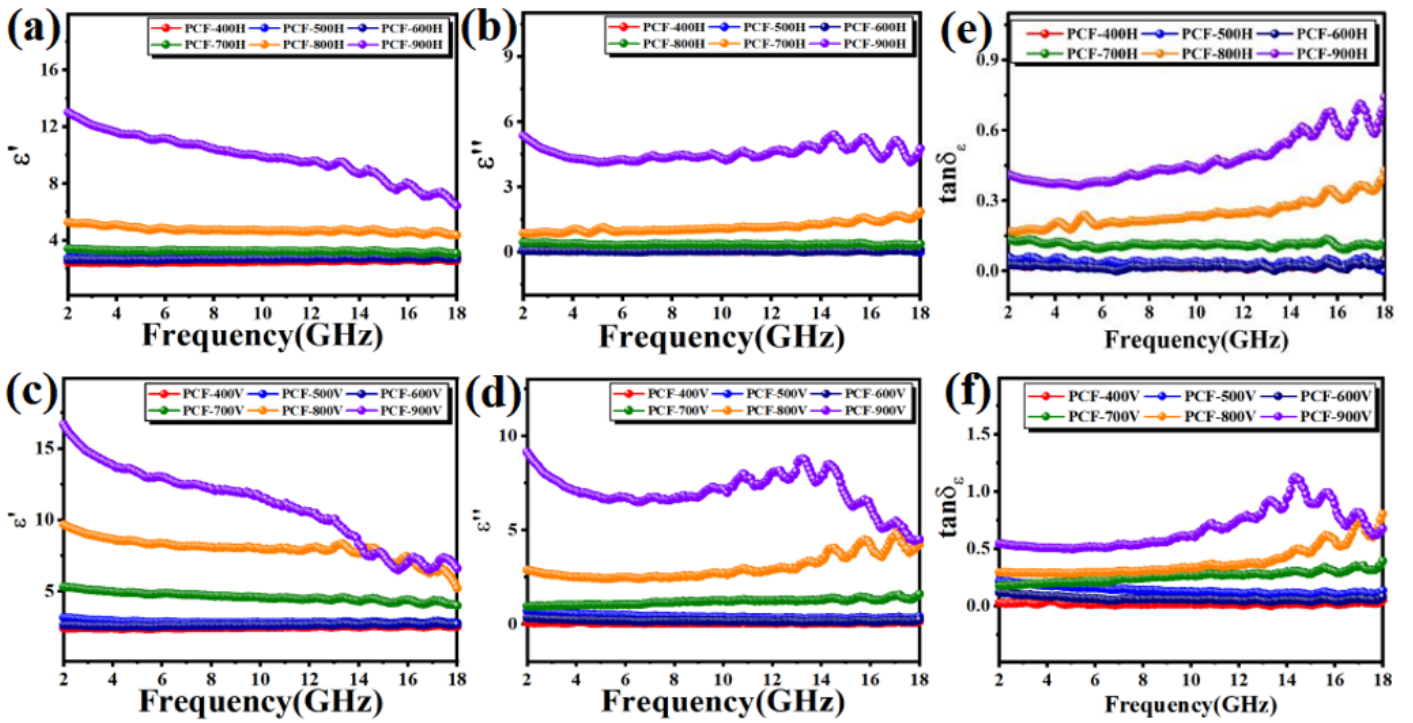 (a)
PCF-400H PCF-500H PCF-600H
PCF-700H PCF-800H PCF-900H
16
12
8
4
ε'
2 4 6 8 10 12 14 16 18
Frequency(GHz)
(b)
PCF-400H PCF-500H PCF-600H
PCF-800H PCF-700H PCF-900H
9
6
3
0
ε''
2 4 6 8 10 12 14 16 18
Frequency(GHz)
(e)
PCF-400H PCF-500H PCF-600H
PCF-700H PCF-800H PCF-900H
0.9
0.6
0.3
0.0
tanδε
2 4 6 8 10 12 14 16 18
Frequency(GHz)
(c)
PCF-400V PCF-500V PCF-600V
PCF-700V PCF-800V PCF-900V
15
10
5
ε'
2 4 6 8 10 12 14 16 18
Frequency(GHz)
(d)
PCF-400V PCF-500V PCF-600V
PCF-700V PCF-800V PCF-900V
10
5
0
ε''
2 4 6 8 10 12 14 16 18
Frequency(GHz)
(f)
PCF-400V PCF-500V PCF-600V
PCF-700V PCF-800V PCF-900V
1.5
1.0
0.5
0.0
tanδε
2 4 6 8 10 12 14 16 18
Frequency(GHz)